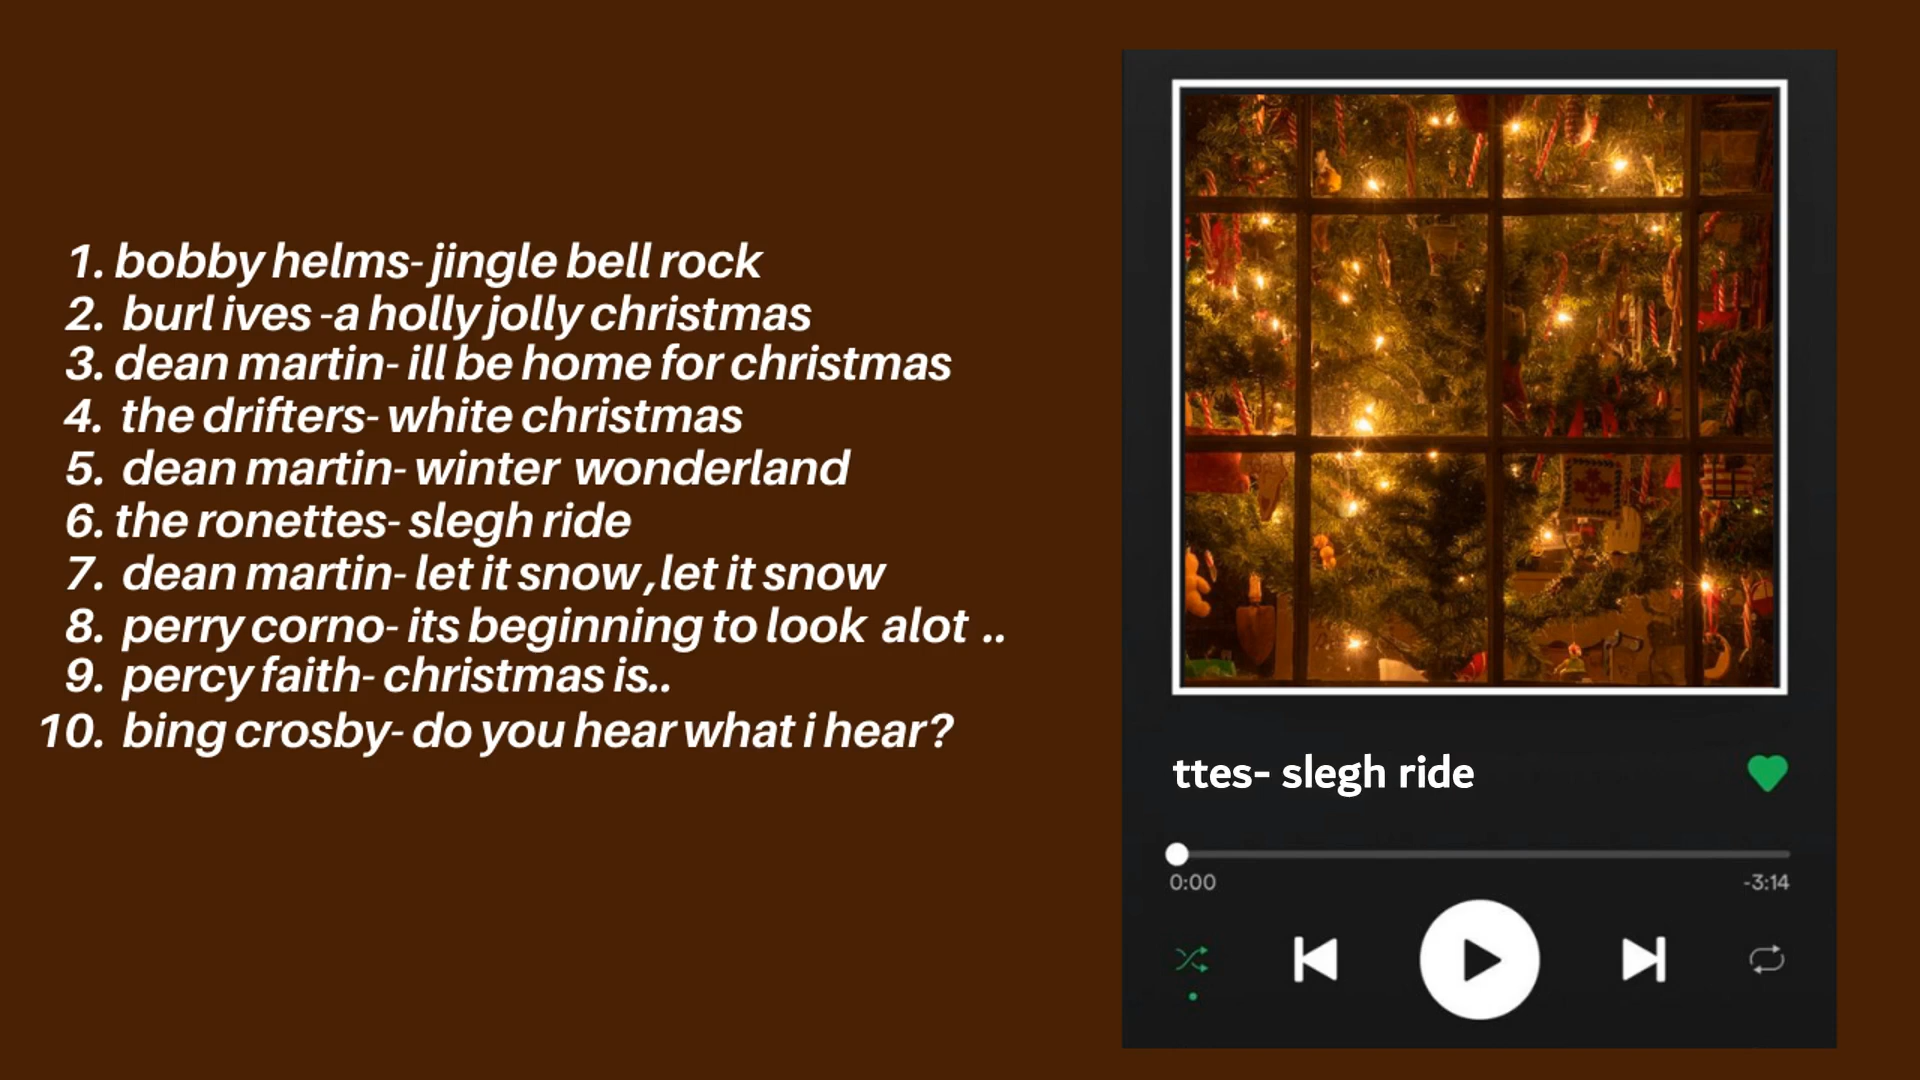 1. bobby helms- jingle bell rock
2. burl ives -a holly jolly christmas
3. dean martin- ill be home for christmas
4. the drifters- white christmas
5. dean martin- winter wonderland
6. the ronettes- slegh ride
7. dean martin- let it snow ,let it snow
8. perry corno- its beginning to look alot ..
9. percy faith- christmas is..
10. bing crosby- do you hear what i hear?
ttes- slegh ride
0:00
-3:14